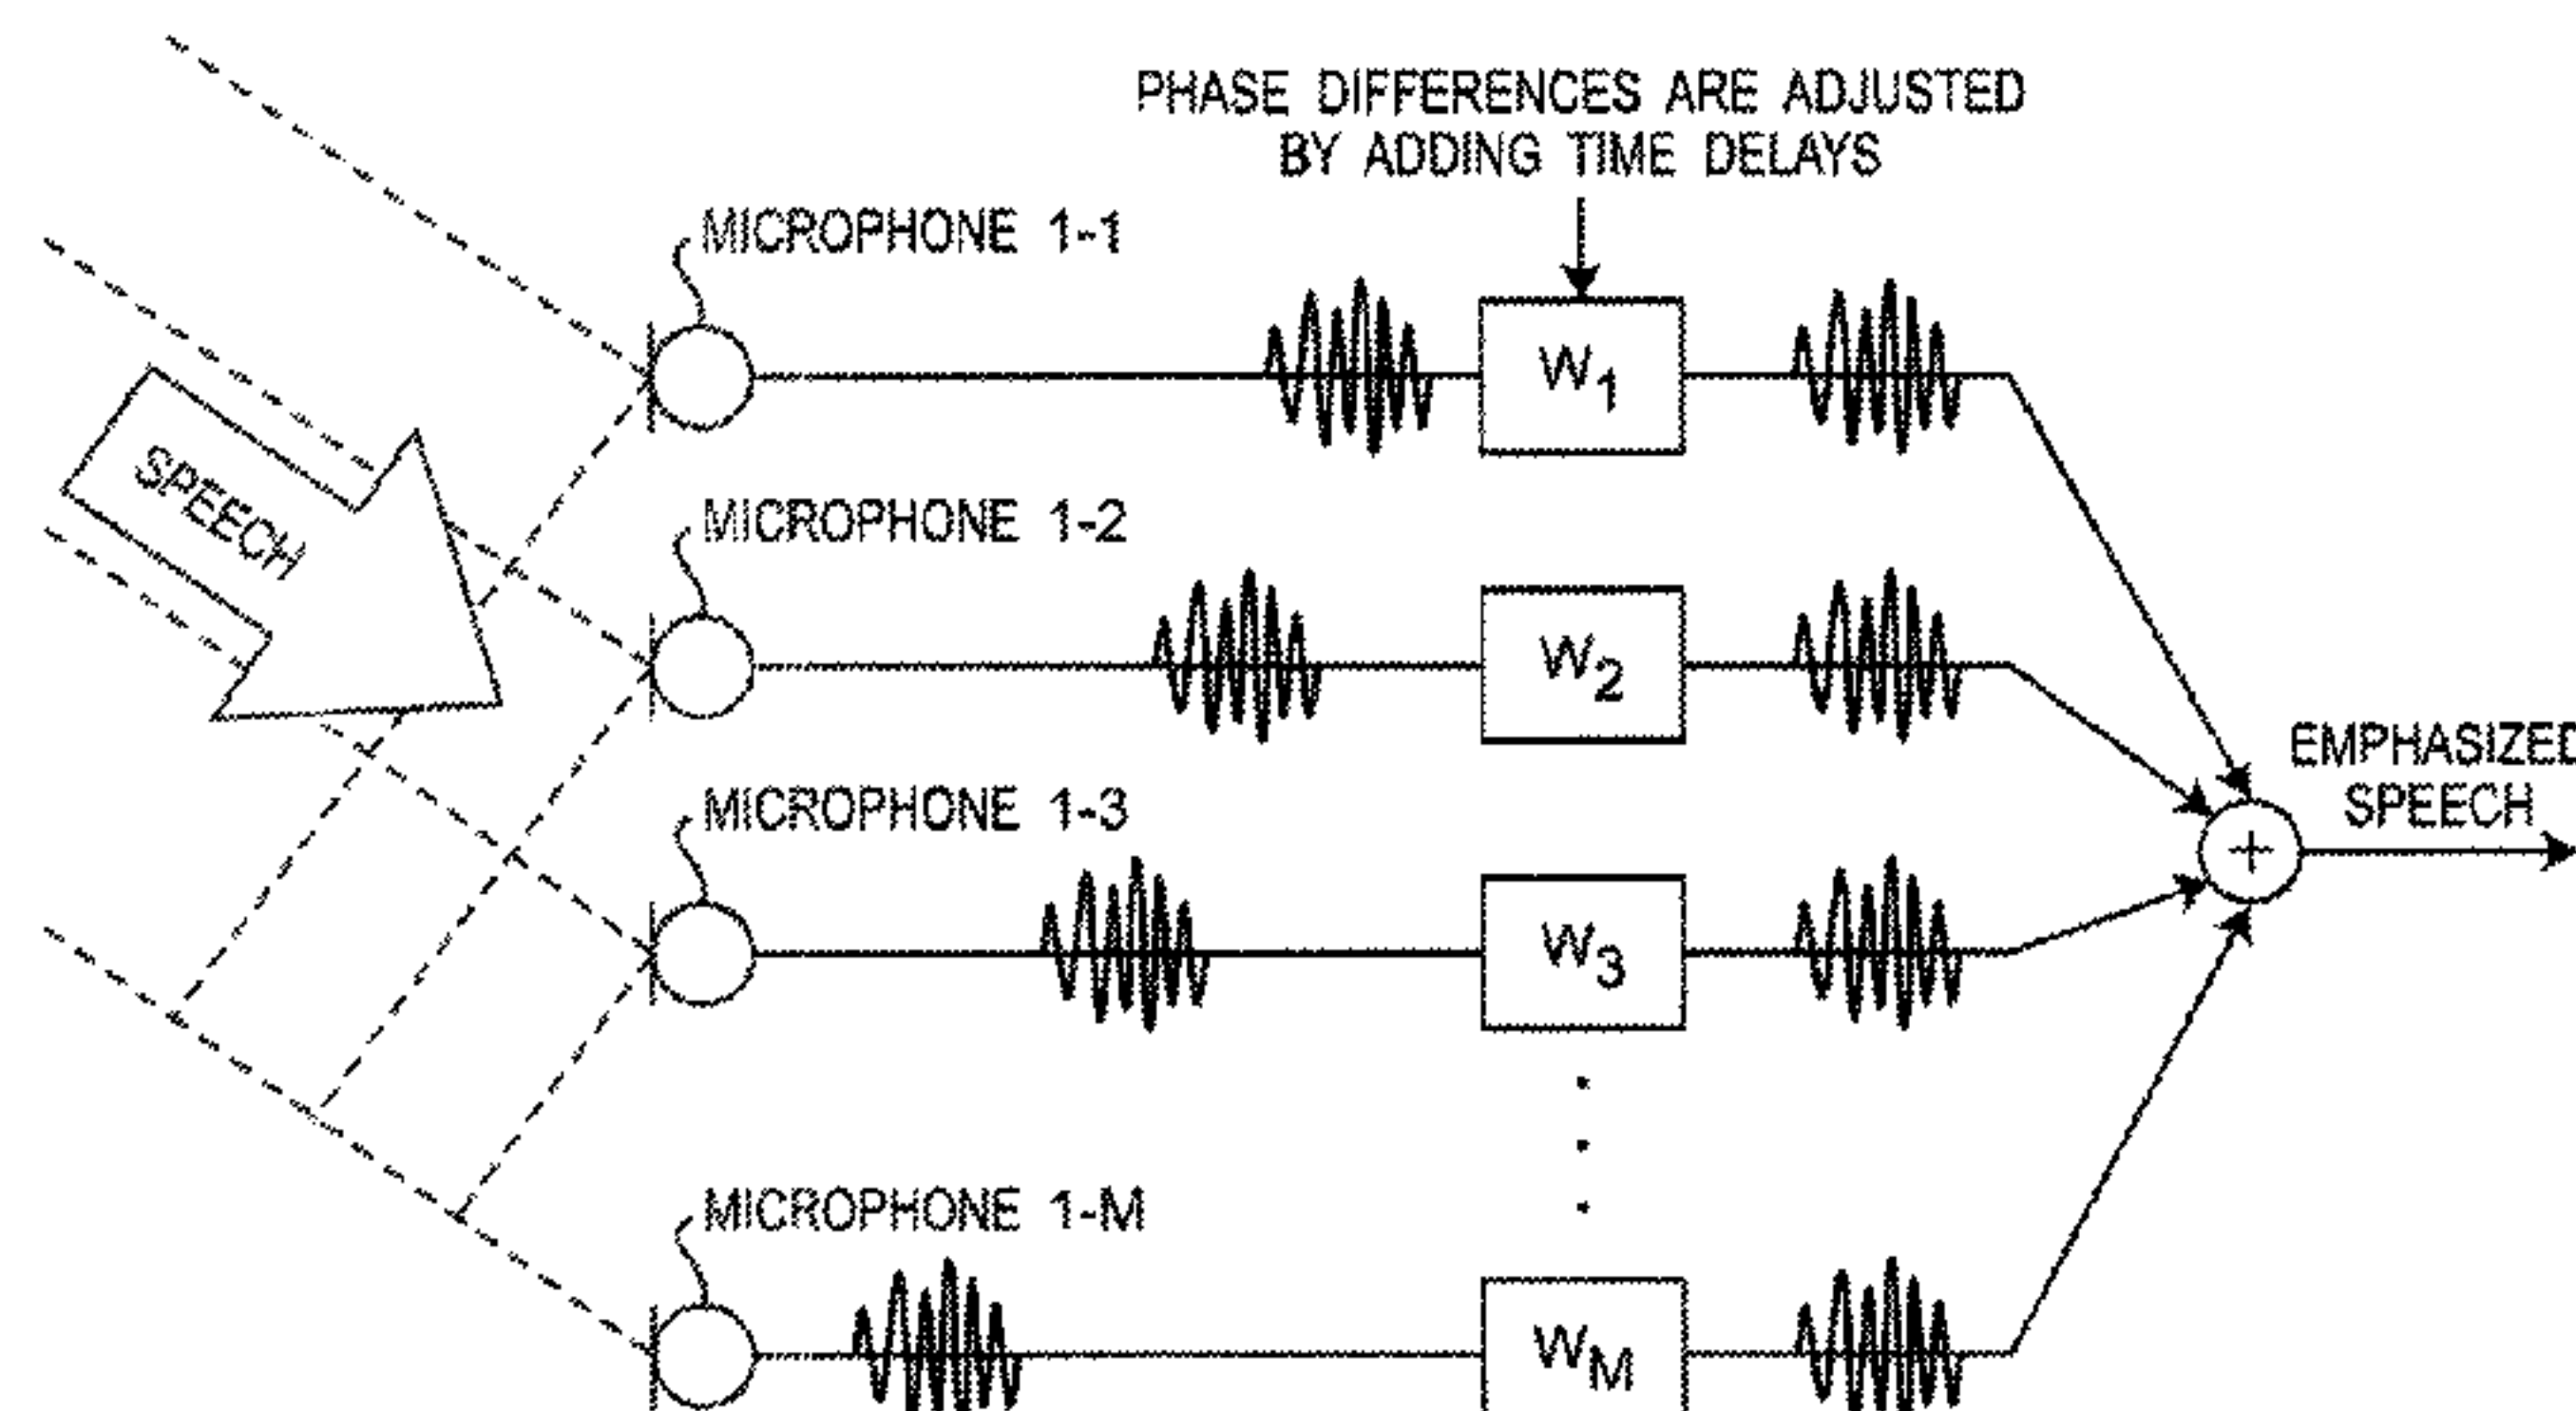 PHASE DIFFERENCES ARE ADJUSTED
BY ADDING TIME DELAYS
MICROPHONE 1-1
W1
SPEECH
MICROPHONE 1-2
W2
EMPHASIZED
SPEECH
MICROPHONE 1-3
+
W3
MICROPHONE 1-M
WM